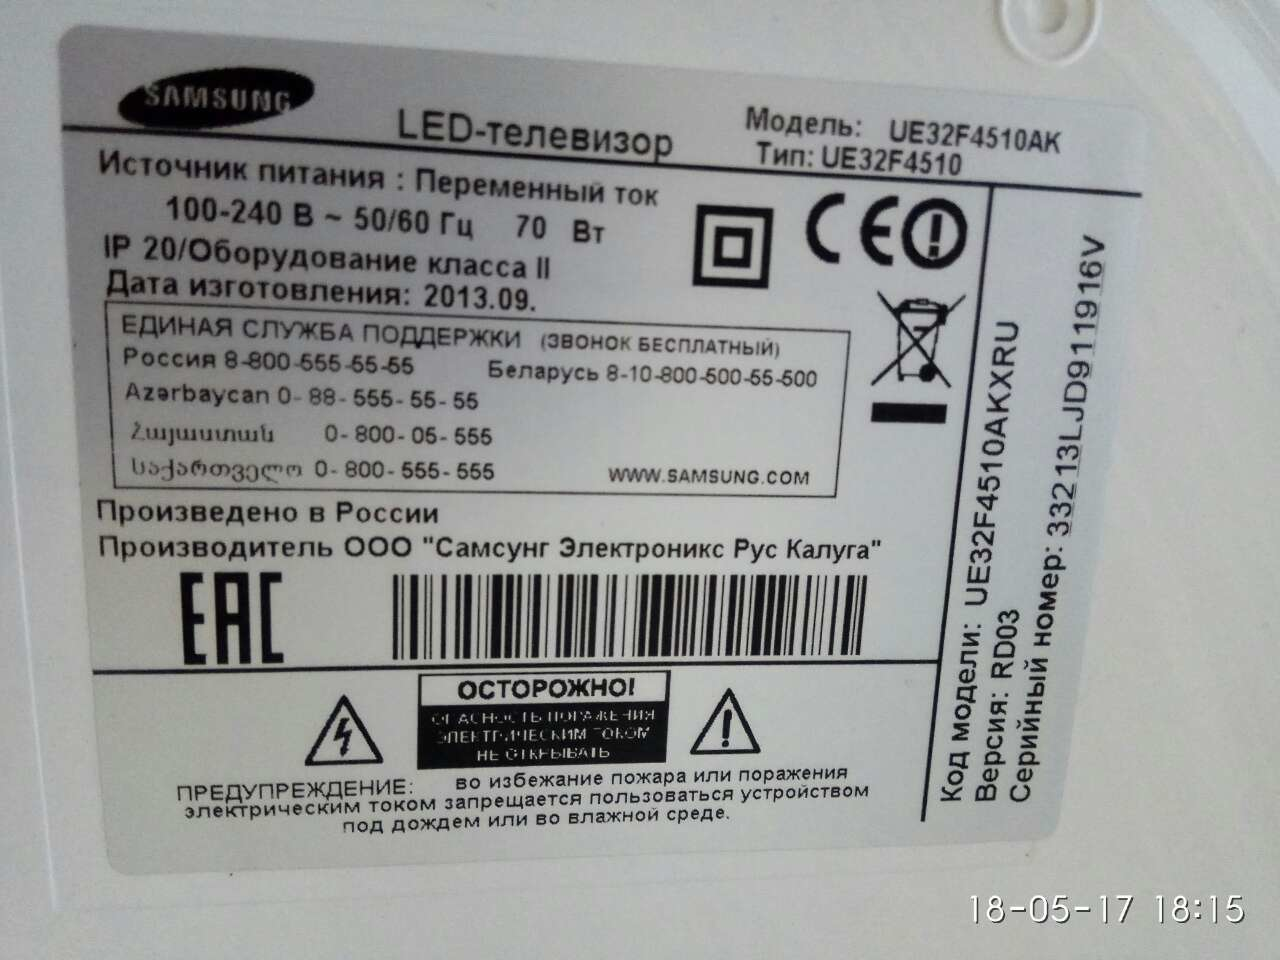 SAMSUNG
LED-телевизор
Модель: UE32F4510AK
Тип: UE32F4510
Источник питания : Переменный ток
100-240 В ~ 50/60 Гц 70 Вт
IP 20/Оборудование класса II
Дата изготовления: 2013.09.
ЕДИНАЯ СЛУЖБА ПОДДЕРЖКИ (ЗВОНОК БЕСПЛАТНЫЙ)
Россия 8-800-555-55-55 Беларусь 8-10-800-500-55-500
Azərbaycan 0- 88- 555- 55- 55
Հայաստան 0- 800- 05- 555
საქართველო 0- 800- 555- 555 WWW.SAMSUNG.COM
Произведено в России
Производитель ООО "Самсунг Электроникс Рус Калуга"
EAC
CE
ОСТОРОЖНО!
ОПАСНОСТЬ ПОРАЖЕНИЯ
ЭЛЕКТРИЧЕСКИМ ТОКОМ
НЕ ОТКРЫВАТЬ
ПРЕДУПРЕЖДЕНИЕ: во избежание пожара или поражения
электрическим током запрещается пользоваться устройством
под дождем или во влажной среде.
Код модели: UE32F4510AKXRU
Версия: RD03
Серийный номер: 33213LJD911916V
18-05-17 18:15